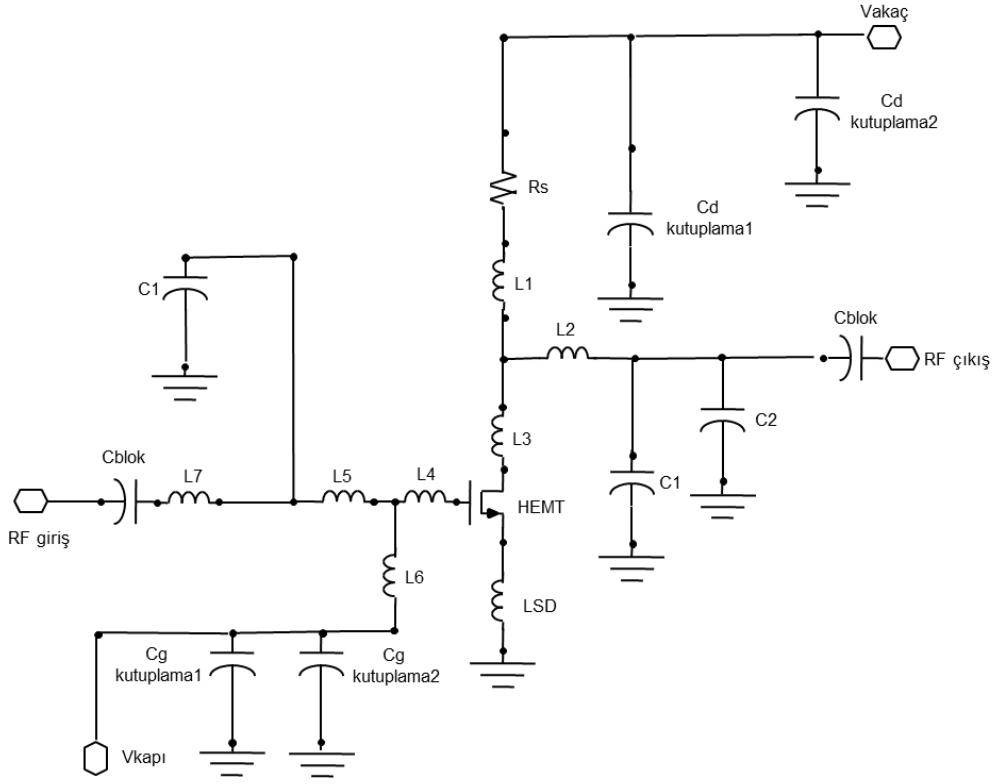 Vakaç
Cd
kutuplama2
Rs
Cd
kutuplama1
L1
C1
L2
Cblok
RF çıkış
C2
L3
C1
Cblok
L7
L5
L4
HEMT
RF giriş
L6
LSD
Cg
kutuplama1
Cg
kutuplama2
Vkapı